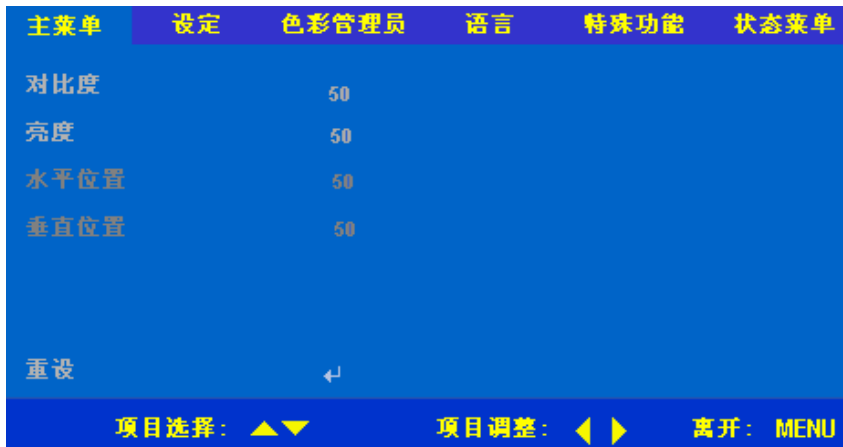 主菜单 设定 色彩管理员 语言 特殊功能 状态菜单
对比度 50
亮度 50
水平位置 50
垂直位置 50
重设 ↵
项目选择: ▲▼ 项目调整: ◀ ▶ 离开: MENU